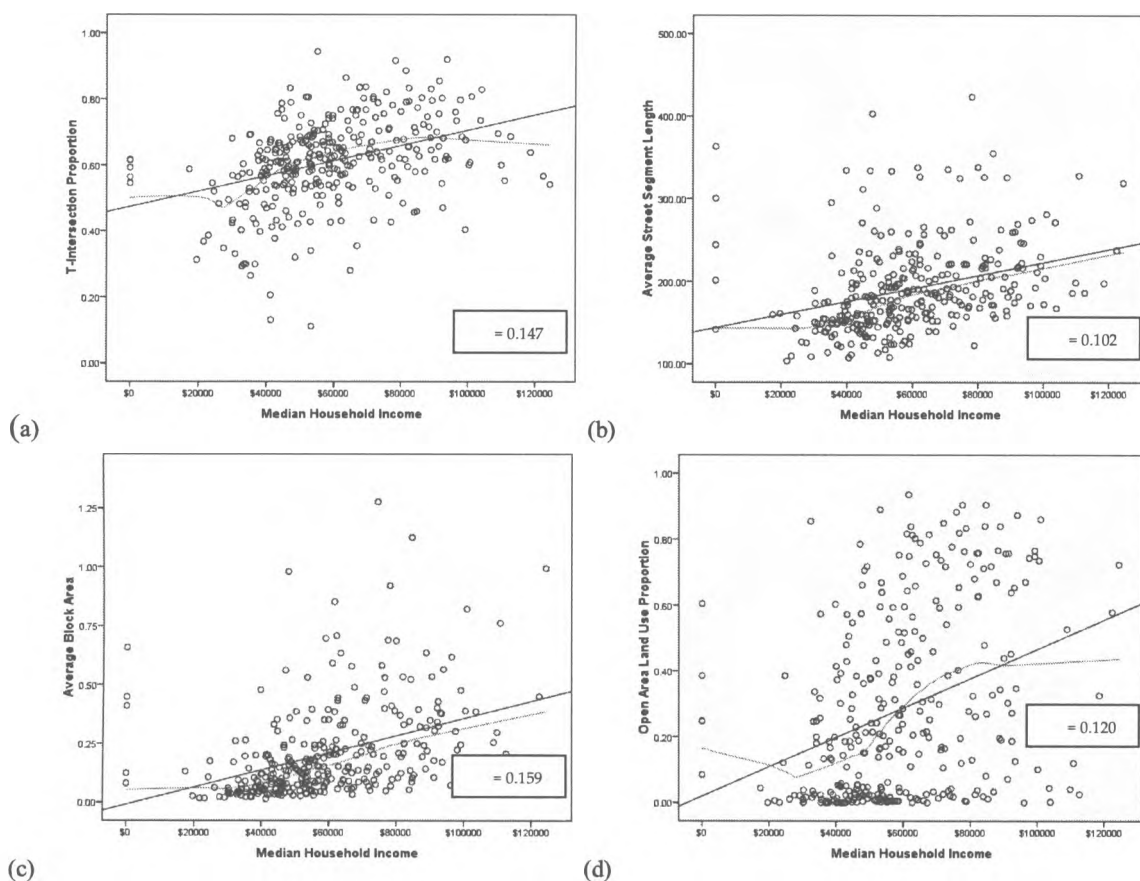 1.00
0.80
0.60
0.40
0.20
0.00
T-Intersection Proportion
= 0.147
$0 $20000 $40000 $60000 $80000 $100000 $120000
Median Household Income
(a)
500.00
400.00
300.00
200.00
100.00
Average Street Segment Length
= 0.102
$0 $20000 $40000 $60000 $80000 $100000 $120000
Median Household Income
(b)
1.25
1.00
0.75
0.50
0.25
0.00
Average Block Area
= 0.159
$0 $20000 $40000 $60000 $80000 $100000 $120000
Median Household Income
(c)
1.00
0.80
0.60
0.40
0.20
0.00
Open Area Land Use Proportion
= 0.120
$0 $20000 $40000 $60000 $80000 $100000 $120000
Median Household Income
(d)